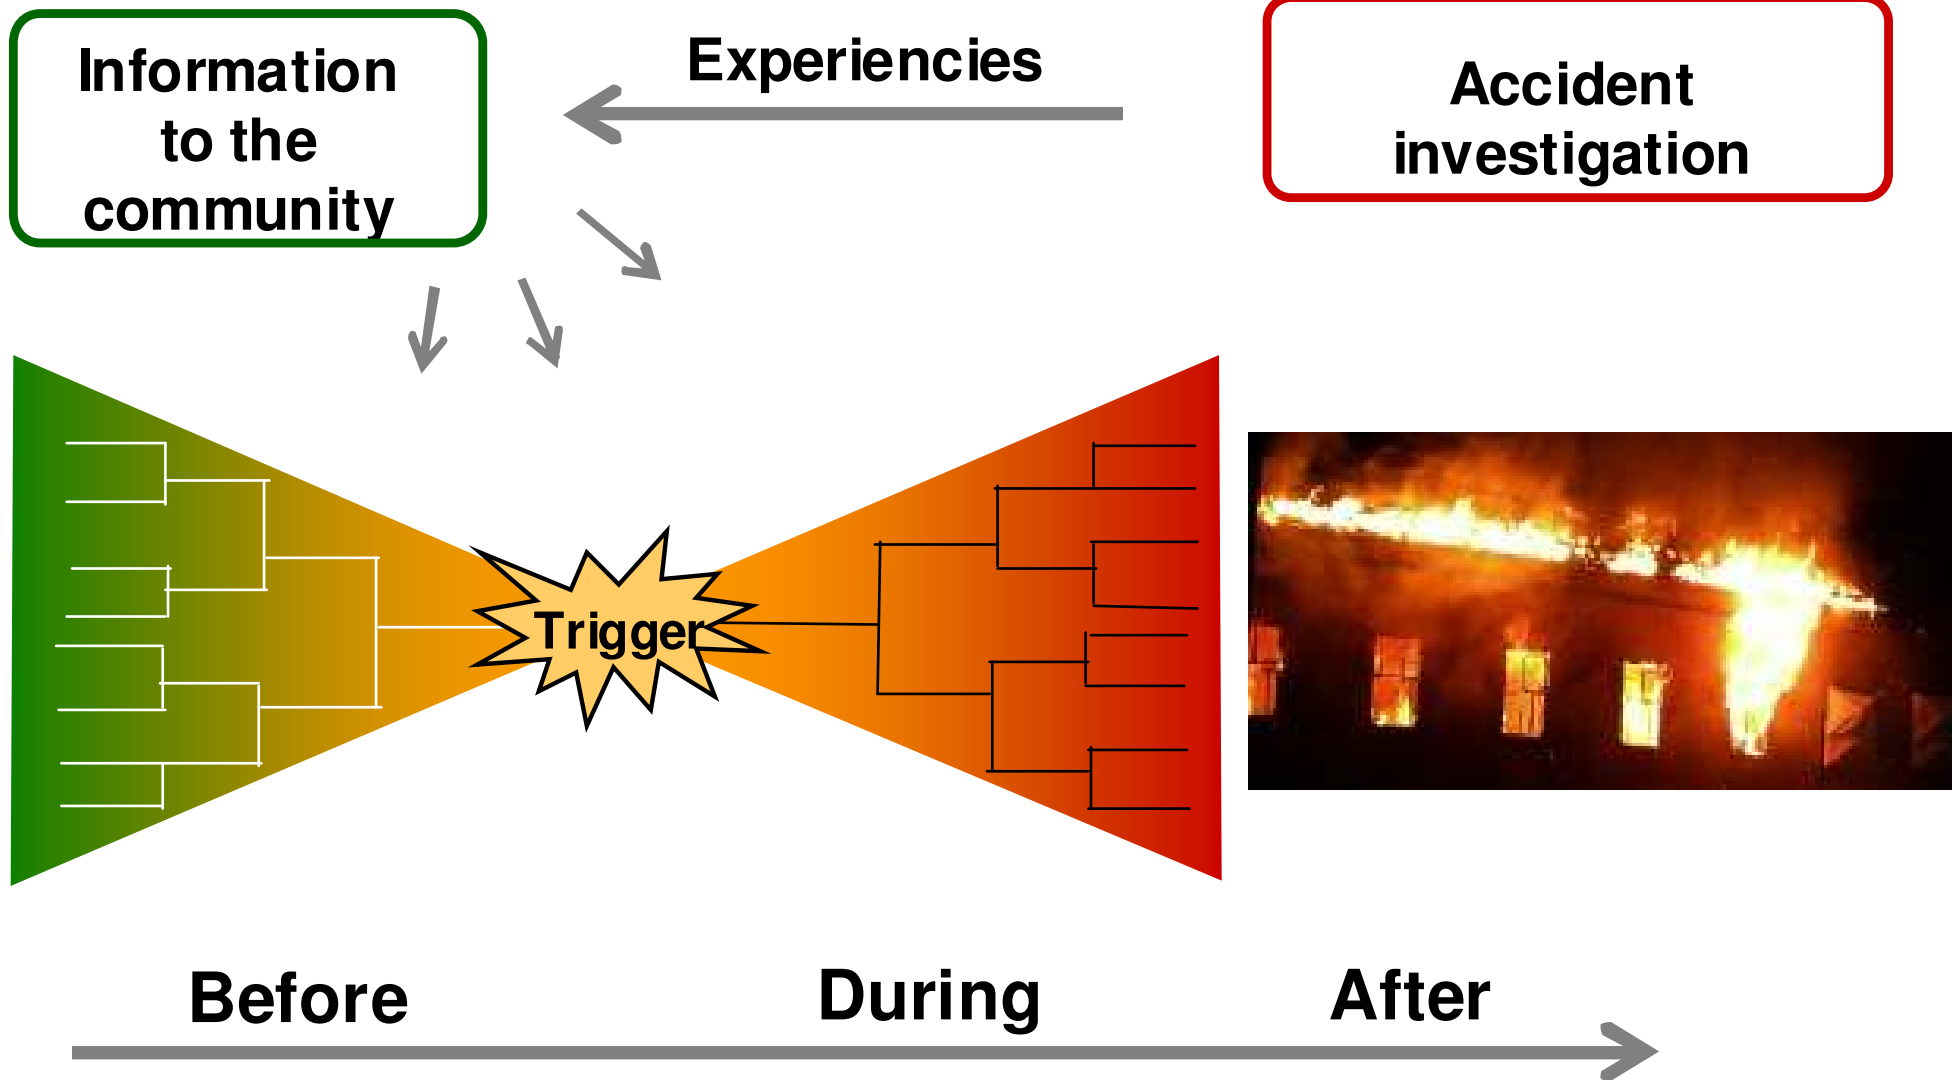 Information
to the
community
Experiencies
Accident
investigation
Trigger
Before
During
After